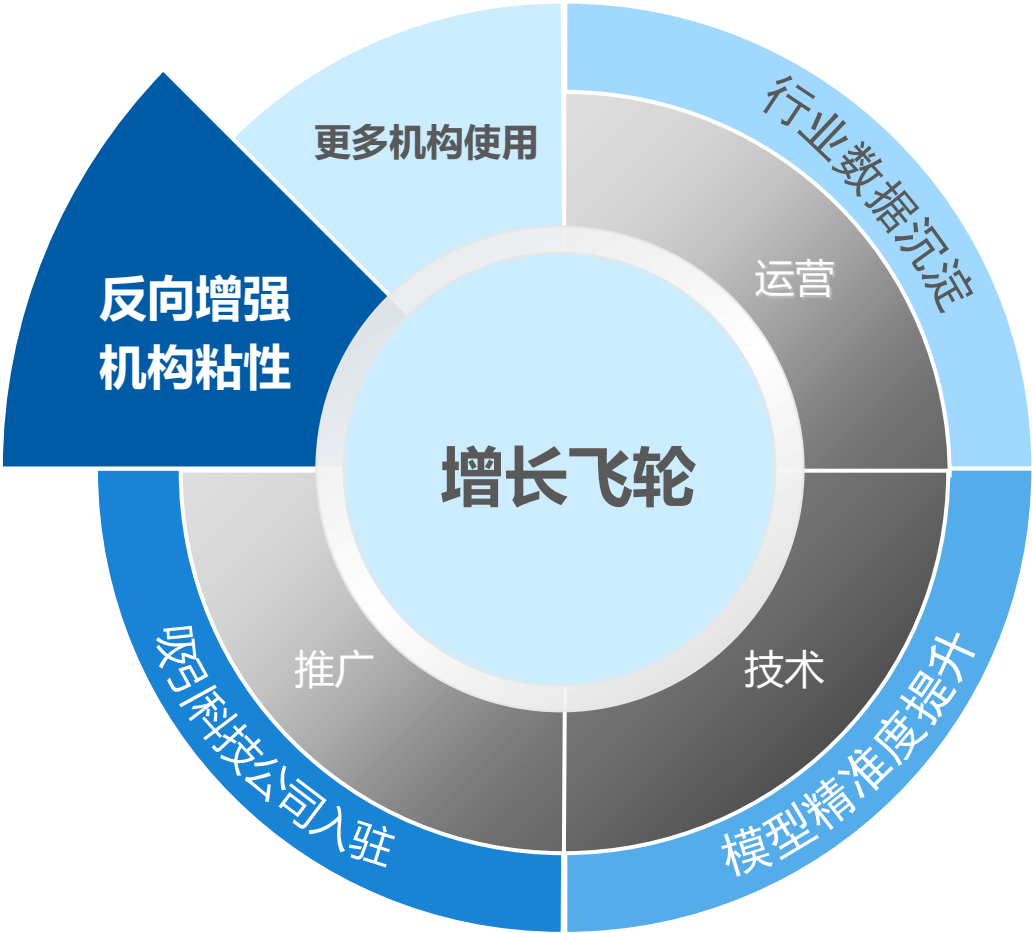 更多机构使用
行业数据沉淀
运营
反向增强
机构粘性
增长飞轮
推广
技术
吸引科技公司入驻
模型精准度提升